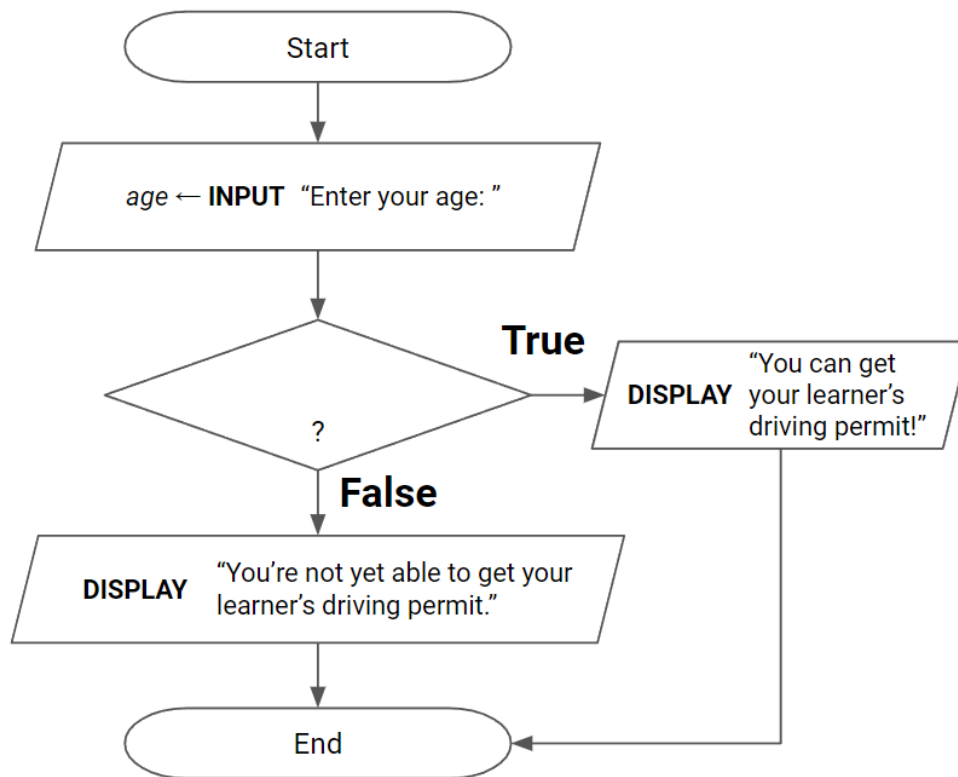 Start
age ← INPUT “Enter your age: ”
?
True
DISPLAY “You can get
your learner’s
driving permit!”
False
DISPLAY “You’re not yet able to get your
learner’s driving permit.”
End